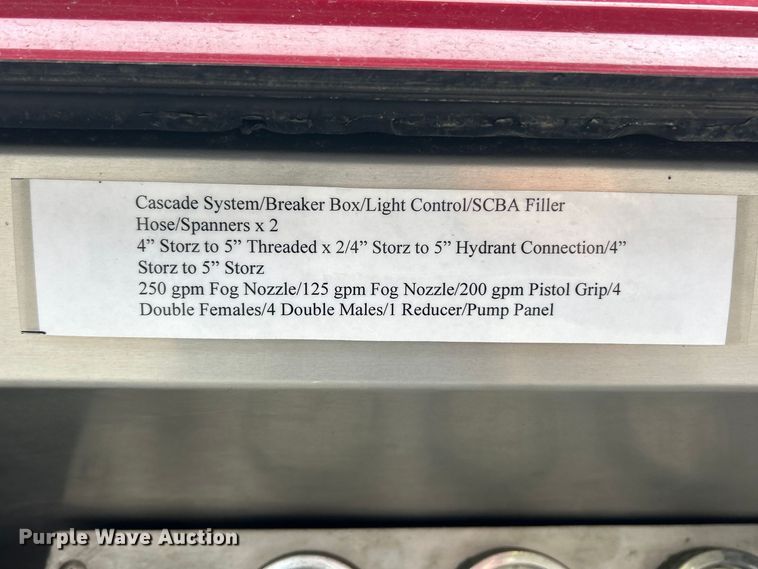 Cascade System/Breaker Box/Light Control/SCBA Filler
Hose/Spanners x 2
4” Storz to 5” Threaded x 2/4” Storz to 5” Hydrant Connection/4”
Storz to 5” Storz
250 gpm Fog Nozzle/125 gpm Fog Nozzle/200 gpm Pistol Grip/4
Double Females/4 Double Males/1 Reducer/Pump Panel
Purple Wave Auction